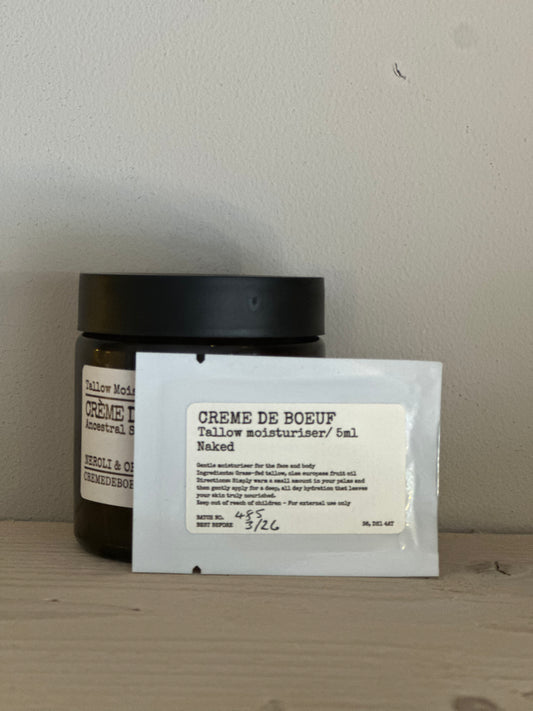 Tallow Mois
CRÈME D
Ancestral S
NEROLI & OR
CREMEDEBOE
CREME DE BOEUF
Tallow moisturiser/ 5ml
Naked
Gentle moisturiser for the face and body
Ingredients: Grass-fed tallow, olea europaea fruit oil
Directions: Simply warm a small amount in your palms and
then gently apply for a deep, all day hydration that leaves
your skin truly nourished.
Keep out of reach of children - For external use only
BATCH NO. 485
BEST BEFORE 3/26
DE1 4AT